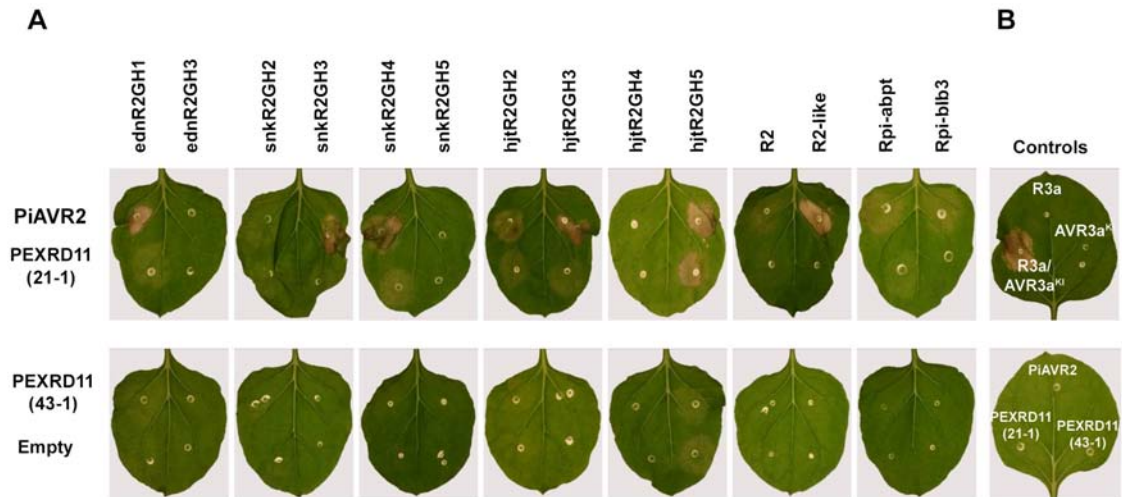 A
B
ednR2GH1
ednR2GH3
snkR2GH2
snkR2GH3
snkR2GH4
snkR2GH5
hjtR2GH2
hjtR2GH3
hjtR2GH4
hjtR2GH5
R2
R2-like
Rpi-abpt
Rpi-blb3
Controls
PiAVR2
PEXRD11
(21-1)
R3a
AVR3aᴷ
R3a/
AVR3aᴷᴵ
PEXRD11
(43-1)
Empty
PiAVR2
PEXRD11
(21-1)
PEXRD11
(43-1)